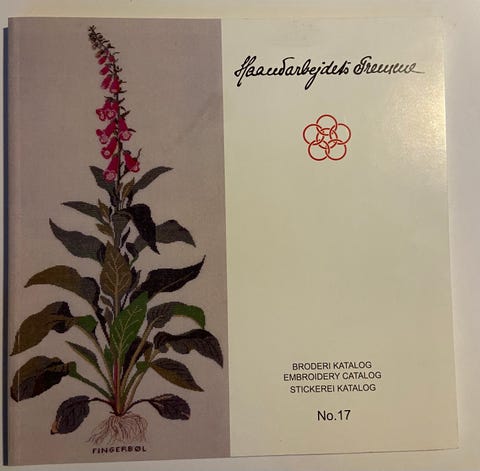 Haandarbejdets Fremme
BRODERI KATALOG
EMBROIDERY CATALOG
STICKEREI KATALOG
No.17
FINGERBØL